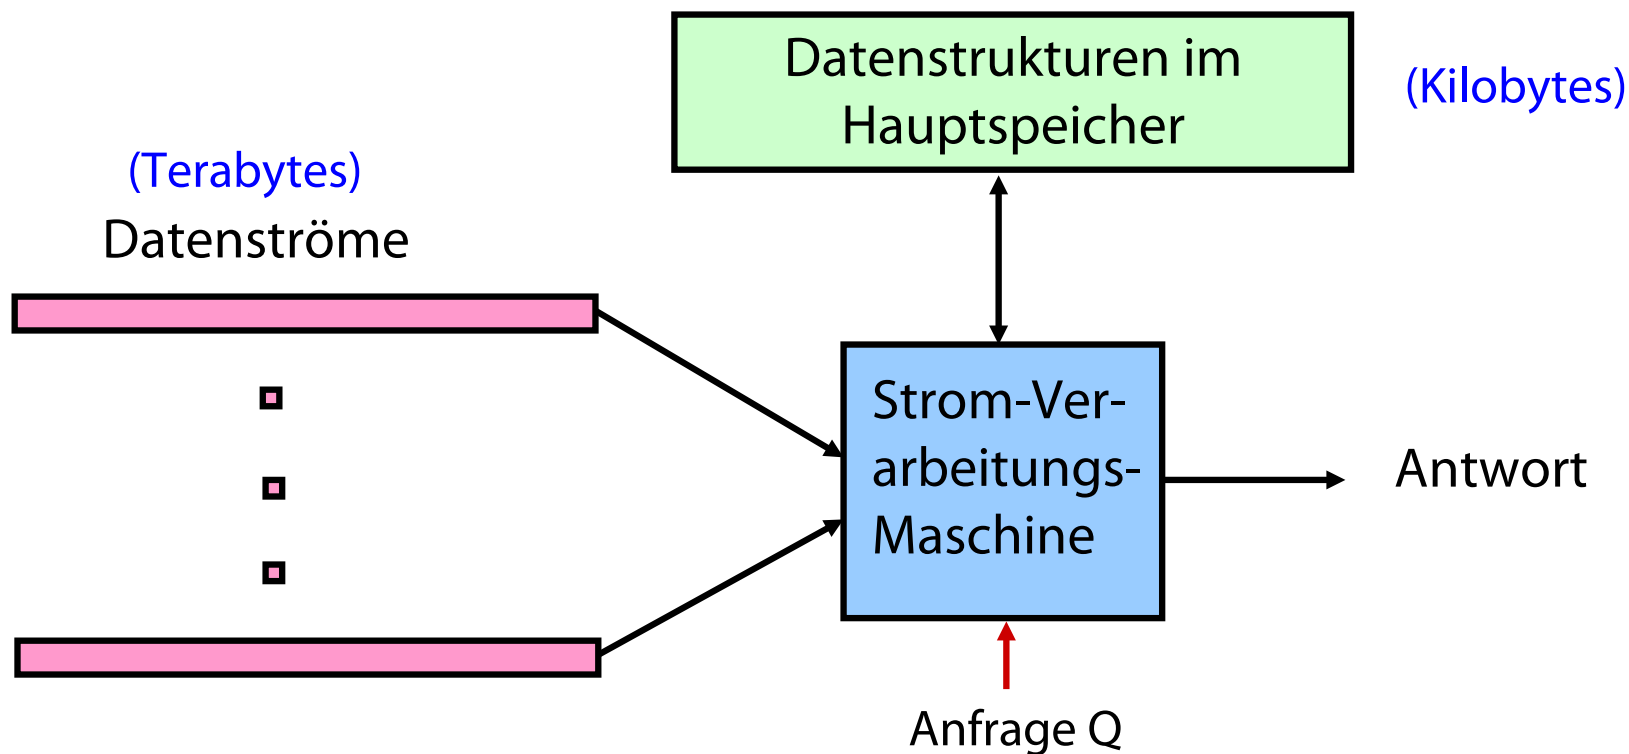 Datenstrukturen im
Hauptspeicher
(Kilobytes)
(Terabytes)
Datenströme
Strom-Ver-
arbeitungs-
Maschine
Antwort
Anfrage Q